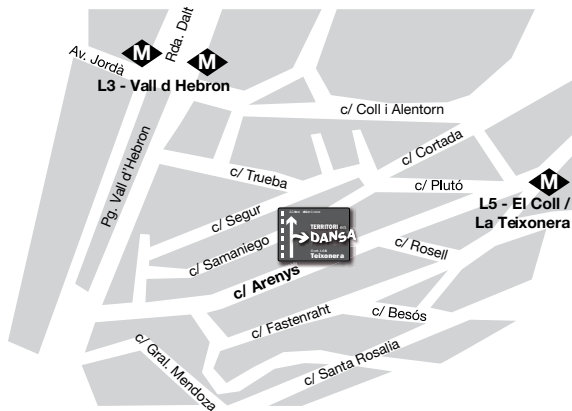 Rda. Dalt
Av. Jordà
M
M
L3 - Vall d Hebron
c/ Coll i Alentorn
c/ Cortada
Pg. Vall d'Hebron
c/ Trueba
c/ Plutó
M
L5 - El Coll /
La Teixonera
c/ Segur
TERRITORI
DANSA
Teixonera
c/ Samaniego
c/ Rosell
c/ Arenys
c/ Fastenraht
c/ Besós
c/ Gral. Mendoza
c/ Santa Rosalia